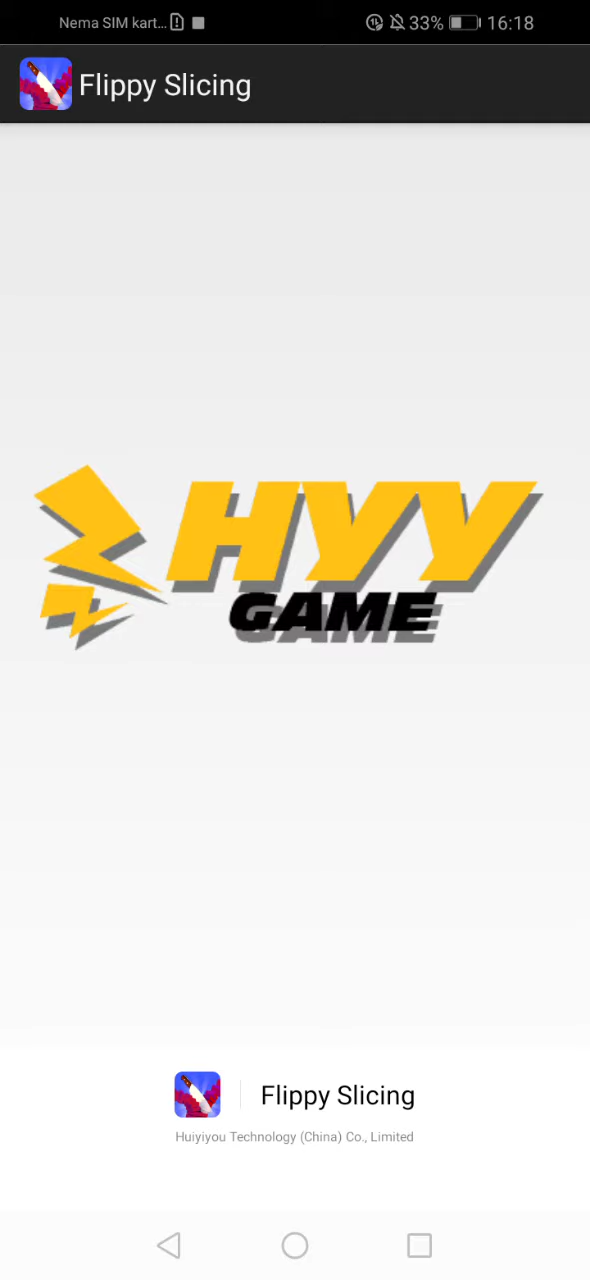 Nema SIM kart... 33% 16:18
Flippy Slicing
HYY
GAME
Flippy Slicing
Huiyiyou Technology (China) Co., Limited